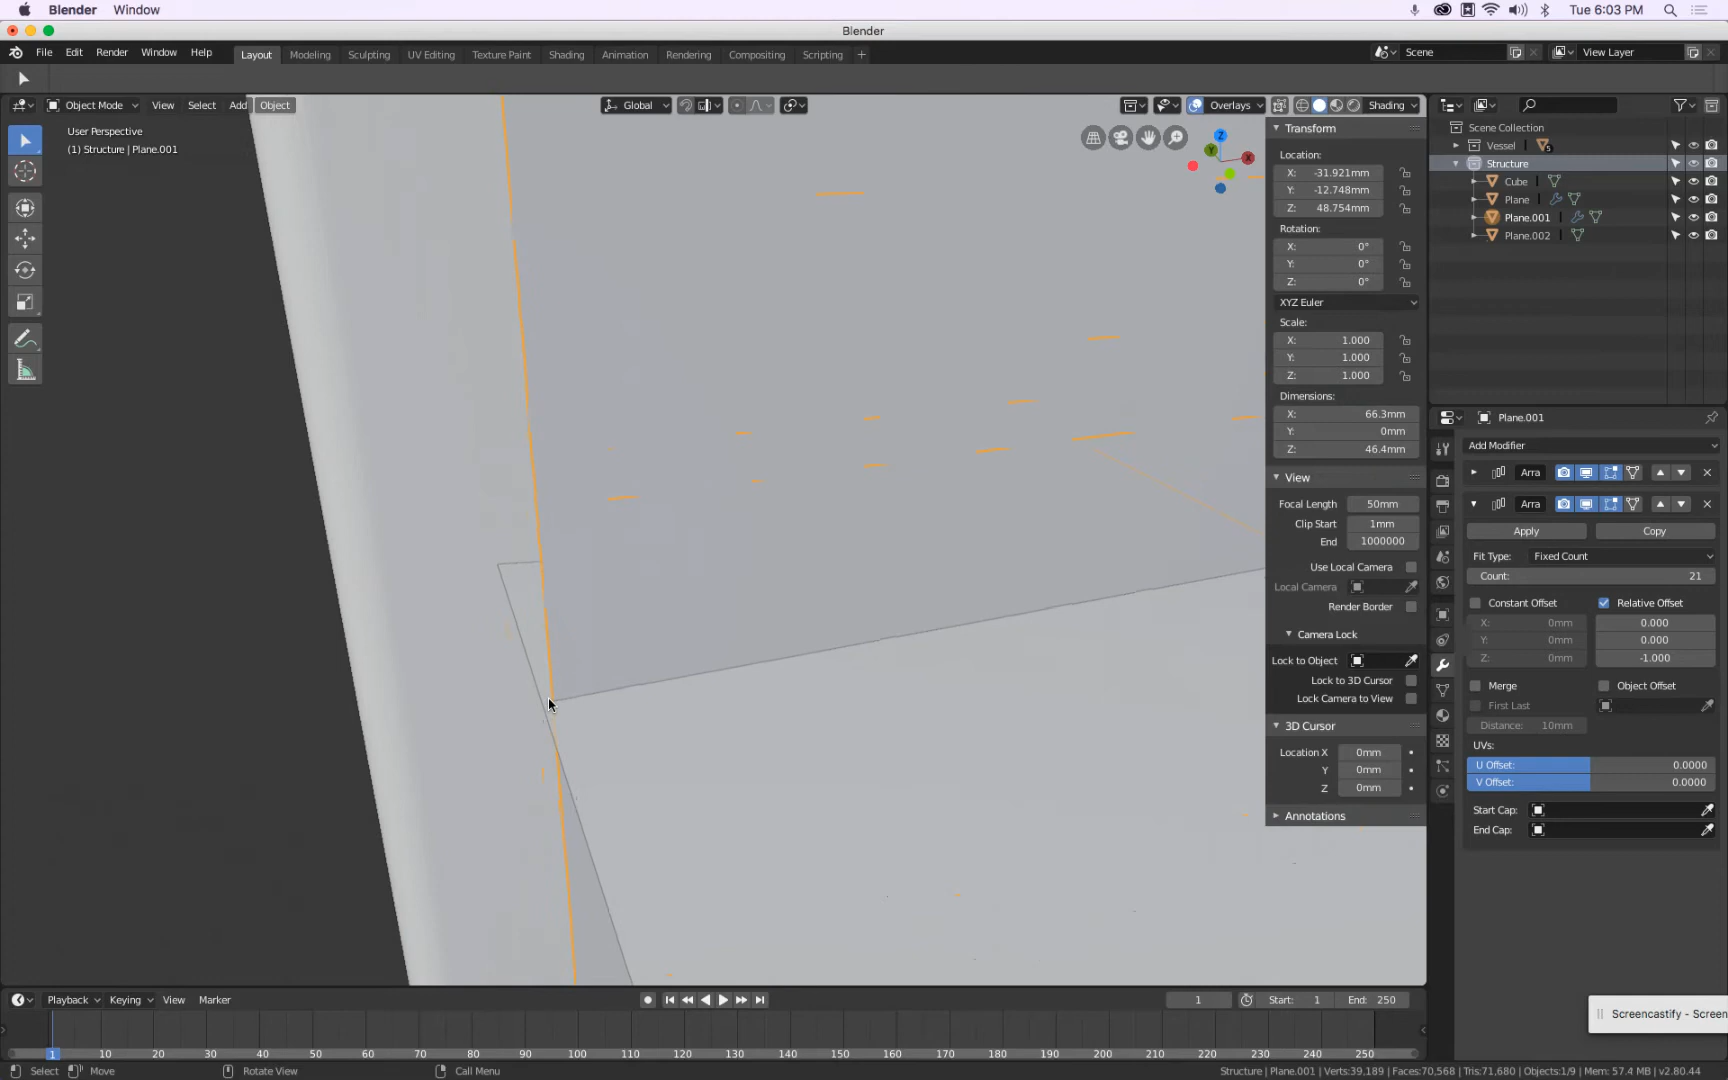 Blender Window Tue 6:03 PM
Blender
File Edit Render Window Help Layout Modeling Sculpting UV Editing Texture Paint Shading Animation Rendering Compositing Scripting + Scene View Layer
Object Mode View Select Add Object Global Overlays Shading
User Perspective
(1) Structure | Plane.001
Z
Y
X
Transform
Location:
X: -31.921mm
Y: -12.748mm
Z: 48.754mm
Rotation:
X: 0°
Y: 0°
Z: 0°
XYZ Euler
Scale:
X: 1.000
Y: 1.000
Z: 1.000
Dimensions:
X: 66.3mm
Y: 0mm
Z: 46.4mm
View
Focal Length 50mm
Clip Start 1mm
End 1000000
Use Local Camera
Local Camera
Render Border
Camera Lock
Lock to Object
Lock to 3D Cursor
Lock Camera to View
3D Cursor
Location X 0mm
Y 0mm
Z 0mm
Annotations
Scene Collection
Vessel 5
Structure
Cube
Plane
Plane.001
Plane.002
Plane.001
Add Modifier
Arra
Arra
Apply Copy
Fit Type: Fixed Count
Count: 21
Constant Offset Relative Offset
X: 0mm 0.000
Y: 0mm 0.000
Z: 0mm -1.000
Merge Object Offset
First Last
Distance: 10mm
UVs:
U Offset: 0.0000
V Offset: 0.0000
Start Cap:
End Cap:
Screencastify - Screen
Playback Keying View Marker 1 Start: 1 End: 250
1 10 20 30 40 50 60 70 80 90 100 110 120 130 140 150 160 170 180 190 200 210 220 230 240 250
Select Move Rotate View Call Menu Structure | Plane.001 | Verts:39,189 | Faces:70,568 | Tris:71,680 | Objects:1/9 | Mem: 57.4 MB | v2.80.44